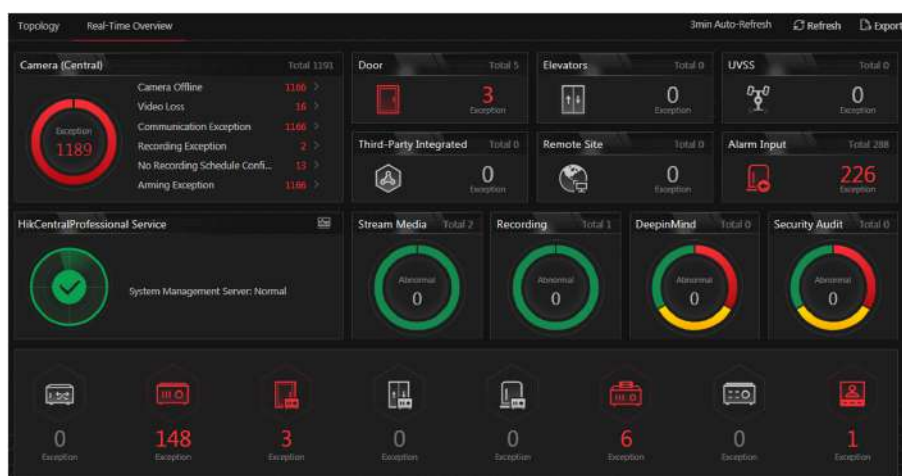 Topology Real-Time Overview 3min Auto-Refresh Refresh Export
Camera (Central) Total 1193
Exception
1189
Camera Offline 1166 >
Video Loss 16 >
Communication Exception 1166 >
Recording Exception 2 >
No Recording Schedule Confi... 13 >
Arming Exception 1166 >
Door Total 5
3
Exception
Elevators Total 0
0
Exception
UVSS Total 0
0
Exception
Third-Party Integrated Total 0
0
Exception
Remote Site Total 0
0
Exception
Alarm Input Total 288
226
Exception
HikCentralProfessional Service
System Management Server: Normal
Stream Media Total 2
Abnormal
0
Recording Total 1
Abnormal
0
DeepinMind Total 0
Abnormal
0
Security Audit Total 0
Abnormal
0
0 148 3 0 0 6 0 1
Exception Exception Exception Exception Exception Exception Exception Exception